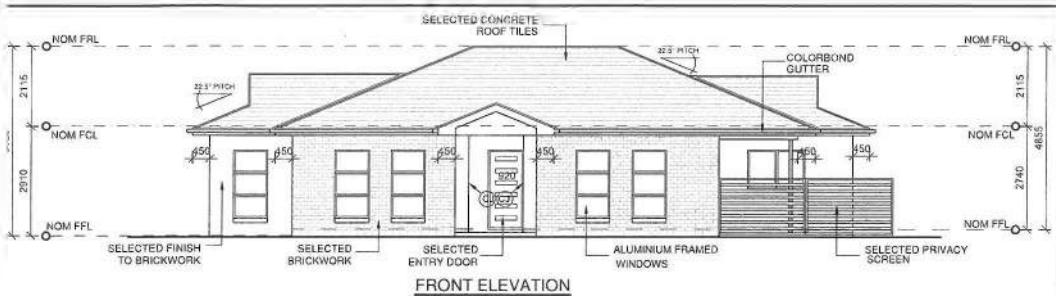 SELECTED CONCRETE
ROOF TILES
NOM FRL
NOM FRL
22.5° PITCH
COLORBOND
GUTTER
22.5° PITCH
2115
2115
NOM FCL
NOM FCL
450
450
450
450
450
450
4855
920
CJ
CJ
2910
2740
NOM FFL
NOM FFL
SELECTED FINISH
TO BRICKWORK
SELECTED
BRICKWORK
SELECTED
ENTRY DOOR
ALUMINIUM FRAMED
WINDOWS
SELECTED PRIVACY
SCREEN
FRONT ELEVATION